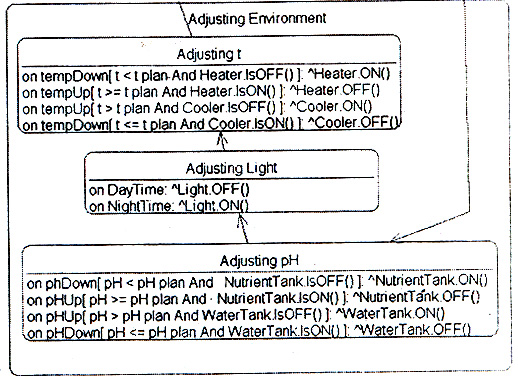 Adjusting Environment
Adjusting t
on tempDown[ t < t plan And Heater.IsOFF() ]: ^Heater.ON()
on tempUp[ t >= t plan And Heater.IsON() ]: ^Heater.OFF()
on tempUp[ t > t plan And Cooler.IsOFF() ]: ^Cooler.ON()
on tempDown[ t <= t plan And Cooler.IsON() ]: ^Cooler.OFF()
Adjusting Light
on DayTime: ^Light.OFF()
on NightTime: ^Light.ON()
Adjusting pH
on phDown[ pH < pH plan And NutrientTank.IsOFF() ]: ^NutrientTank.ON()
on pHUp[ pH >= pH plan And NutrientTank.IsON() ]: ^NutrientTank.OFF()
on pHUp[ pH > pH plan And WaterTank.IsOFF() ]: ^WaterTank.ON()
on pHDown[ pH <= pH plan And WaterTank.IsON() ]: ^WaterTank.OFF()